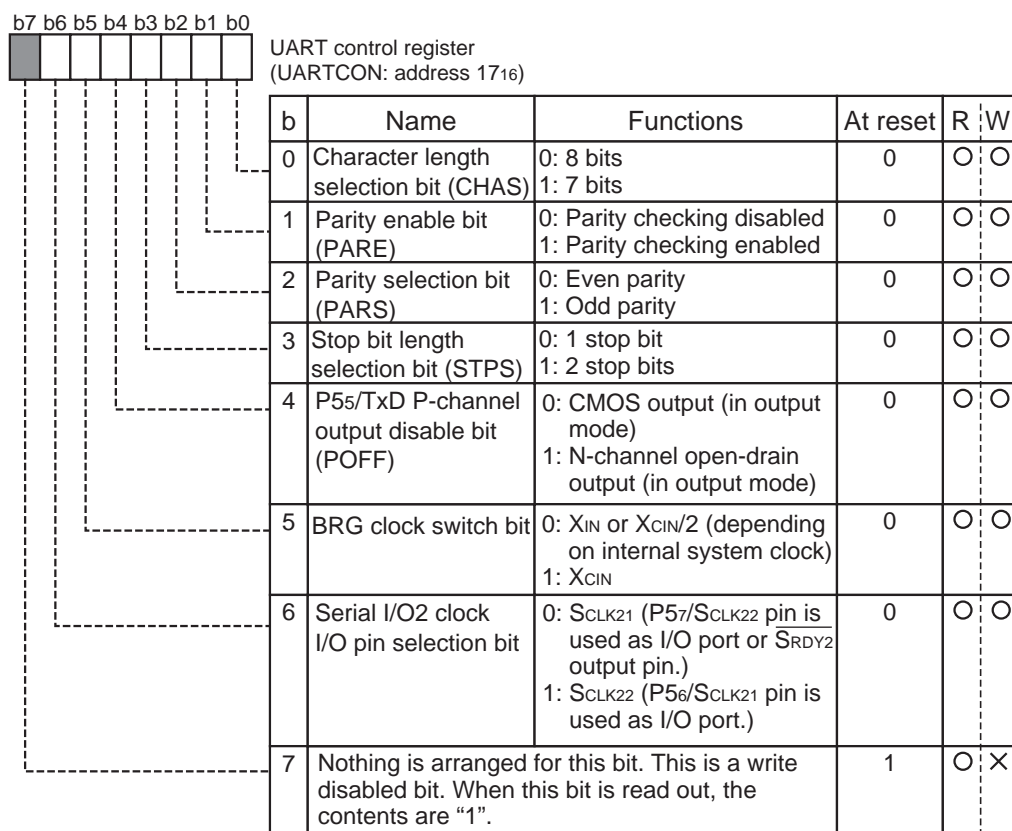 b7 b6 b5 b4 b3 b2 b1 b0
UART control register
(UARTCON: address 1716)
b Name Functions At reset R W
0 Character length selection bit (CHAS) 0: 8 bits 0 O O
1: 7 bits
1 Parity enable bit (PARE) 0: Parity checking disabled 0 O O
1: Parity checking enabled
2 Parity selection bit (PARS) 0: Even parity 0 O O
1: Odd parity
3 Stop bit length selection bit (STPS) 0: 1 stop bit 0 O O
1: 2 stop bits
4 P55/TxD P-channel
output disable bit
(POFF)
0: CMOS output (in output
mode)
1: N-channel open-drain
output (in output mode)
0 O O
5 BRG clock switch bit
0: XIN or XCIN/2 (depending
on internal system clock)
1: XCIN
0 O O
6 Serial I/O2 clock
I/O pin selection bit
0: SCLK21 (P57/SCLK22 pin is
used as I/O port or S̅R̅D̅Y̅2̅
output pin.)
1: SCLK22 (P56/SCLK21 pin is
used as I/O port.)
0 O O
7 Nothing is arranged for this bit. This is a write
disabled bit. When this bit is read out, the
contents are “1”.
1 O ×